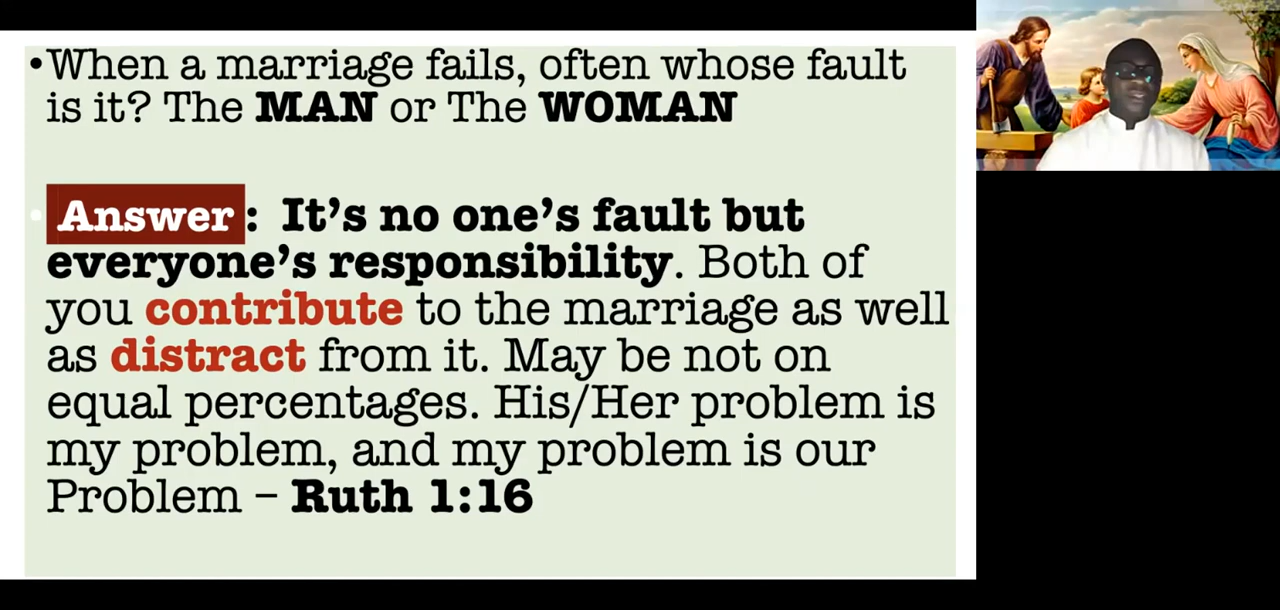 •When a marriage fails, often whose fault
is it? The MAN or The WOMAN
• Answer: It’s no one’s fault but
everyone’s responsibility. Both of
you contribute to the marriage as well
as distract from it. May be not on
equal percentages. His/Her problem is
my problem, and my problem is our
Problem – Ruth 1:16